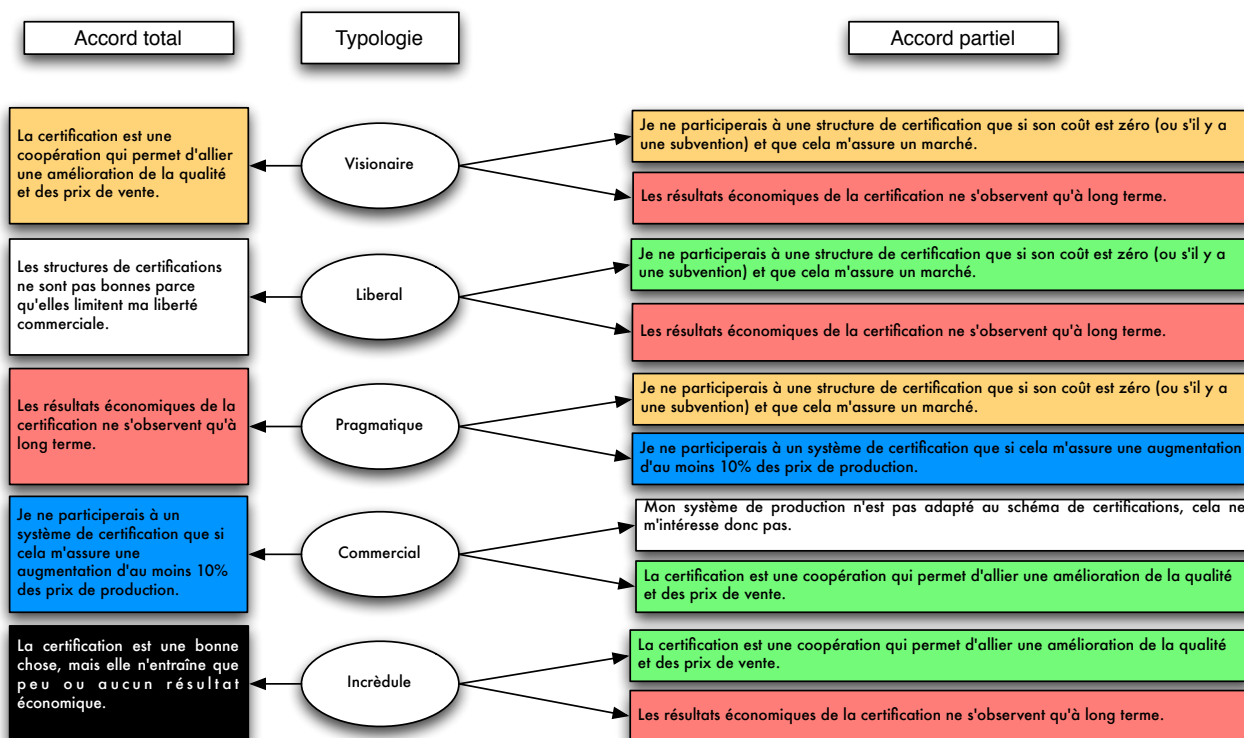 Accord total
Typologie
Accord partiel
La certification est une
coopération qui permet d'allier
une amélioration de la qualité
et des prix de vente.
Visionaire
Je ne participerais à une structure de certification que si son coût est zéro (ou s'il y a
une subvention) et que cela m'assure un marché.
Les résultats économiques de la certification ne s'observent qu'à long terme.
Les structures de certifications
ne sont pas bonnes parce
qu'elles limitent ma liberté
commerciale.
Liberal
Je ne participerais à une structure de certification que si son coût est zéro (ou s'il y a
une subvention) et que cela m'assure un marché.
Les résultats économiques de la certification ne s'observent qu'à long terme.
Les résultats économiques de la
certification ne s'observent qu'à
long terme.
Pragmatique
Je ne participerais à une structure de certification que si son coût est zéro (ou s'il y a
une subvention) et que cela m'assure un marché.
Je ne participerais à un système de certification que si cela m'assure une augmentation
d'au moins 10% des prix de production.
Je ne participerais à un
système de certification que si
cela m'assure une
augmentation d'au moins 10%
des prix de production.
Commercial
Mon système de production n'est pas adapté au schéma de certifications, cela ne
m'intéresse donc pas.
La certification est une coopération qui permet d'allier une amélioration de la qualité
et des prix de vente.
La certification est une bonne
chose, mais elle n'entraîne que
peu ou aucun résultat
économique.
Incrèdule
La certification est une coopération qui permet d'allier une amélioration de la qualité
et des prix de vente.
Les résultats économiques de la certification ne s'observent qu'à long terme.